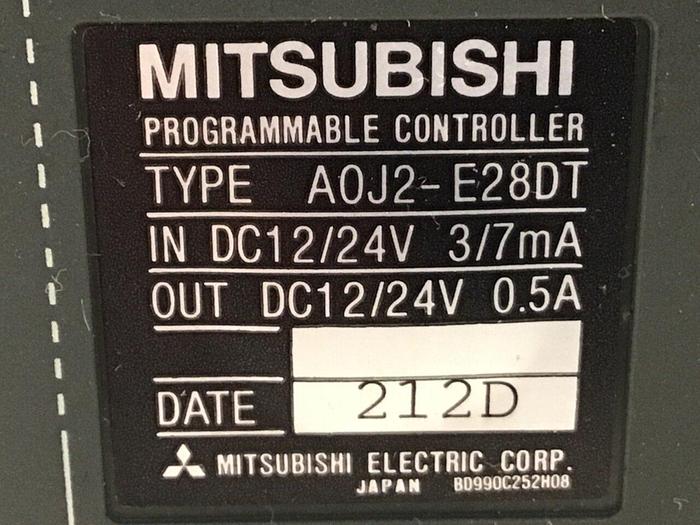 MITSUBISHI
PROGRAMMABLE CONTROLLER
TYPE A0J2-E28DT
IN DC12/24V 3/7mA
OUT DC12/24V 0.5A
DATE 212D
MITSUBISHI ELECTRIC CORP.
JAPAN BD990C252H08